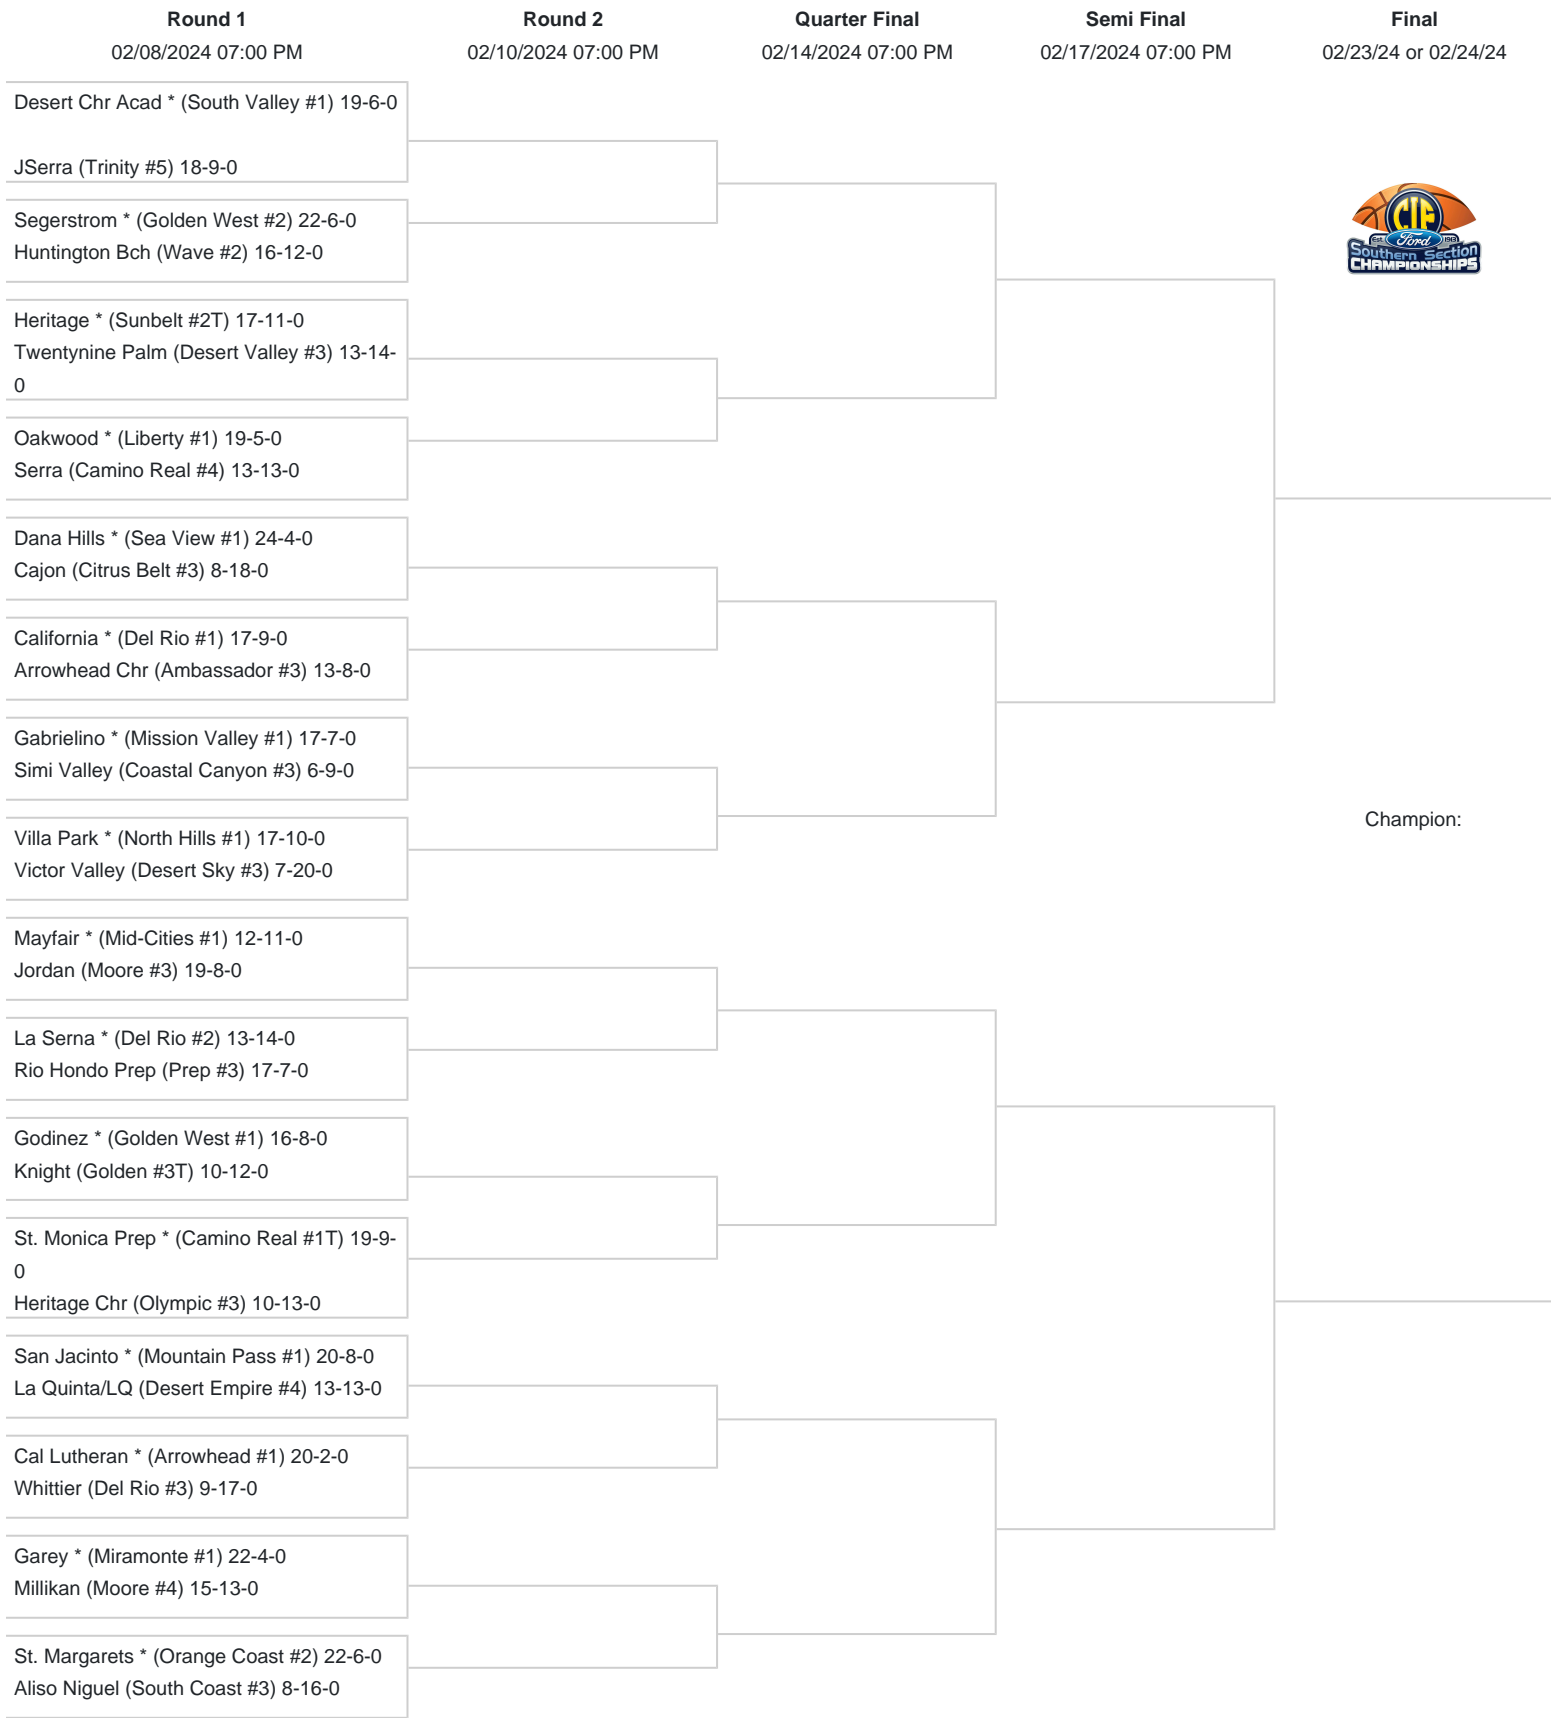 Round 1
02/08/2024 07:00 PM
Round 2
02/10/2024 07:00 PM
Quarter Final
02/14/2024 07:00 PM
Semi Final
02/17/2024 07:00 PM
Final
02/23/24 or 02/24/24
Desert Chr Acad * (South Valley #1) 19-6-0
JSerra (Trinity #5) 18-9-0
Segerstrom * (Golden West #2) 22-6-0
Huntington Bch (Wave #2) 16-12-0
CIF
Est
Ford
1913
Southern Section
CHAMPIONSHIPS
Heritage * (Sunbelt #2T) 17-11-0
Twentynine Palm (Desert Valley #3) 13-14-
0
Oakwood * (Liberty #1) 19-5-0
Serra (Camino Real #4) 13-13-0
Dana Hills * (Sea View #1) 24-4-0
Cajon (Citrus Belt #3) 8-18-0
California * (Del Rio #1) 17-9-0
Arrowhead Chr (Ambassador #3) 13-8-0
Gabrielino * (Mission Valley #1) 17-7-0
Simi Valley (Coastal Canyon #3) 6-9-0
Villa Park * (North Hills #1) 17-10-0
Victor Valley (Desert Sky #3) 7-20-0
Champion:
Mayfair * (Mid-Cities #1) 12-11-0
Jordan (Moore #3) 19-8-0
La Serna * (Del Rio #2) 13-14-0
Rio Hondo Prep (Prep #3) 17-7-0
Godinez * (Golden West #1) 16-8-0
Knight (Golden #3T) 10-12-0
St. Monica Prep * (Camino Real #1T) 19-9-
0
Heritage Chr (Olympic #3) 10-13-0
San Jacinto * (Mountain Pass #1) 20-8-0
La Quinta/LQ (Desert Empire #4) 13-13-0
Cal Lutheran * (Arrowhead #1) 20-2-0
Whittier (Del Rio #3) 9-17-0
Garey * (Miramonte #1) 22-4-0
Millikan (Moore #4) 15-13-0
St. Margarets * (Orange Coast #2) 22-6-0
Aliso Niguel (South Coast #3) 8-16-0